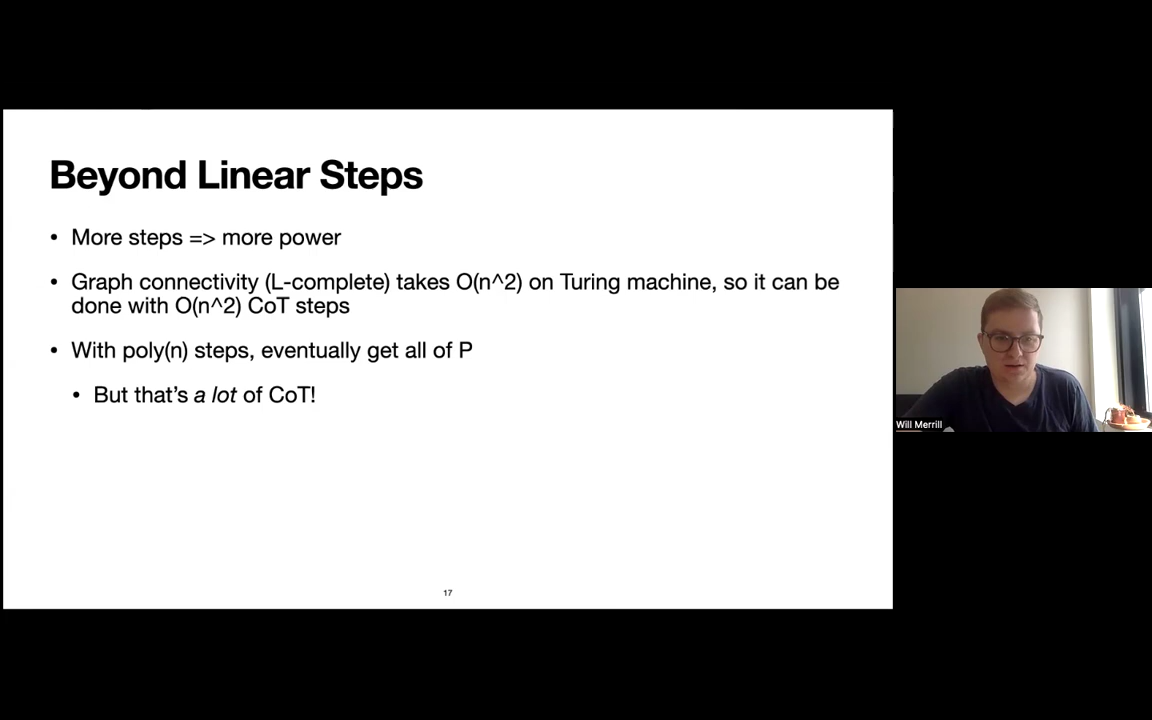 Beyond Linear Steps
• More steps => more power
• Graph connectivity (L-complete) takes O(n^2) on Turing machine, so it can be
done with O(n^2) CoT steps
• With poly(n) steps, eventually get all of P
• But that's a lot of CoT!
17
Will Merrill